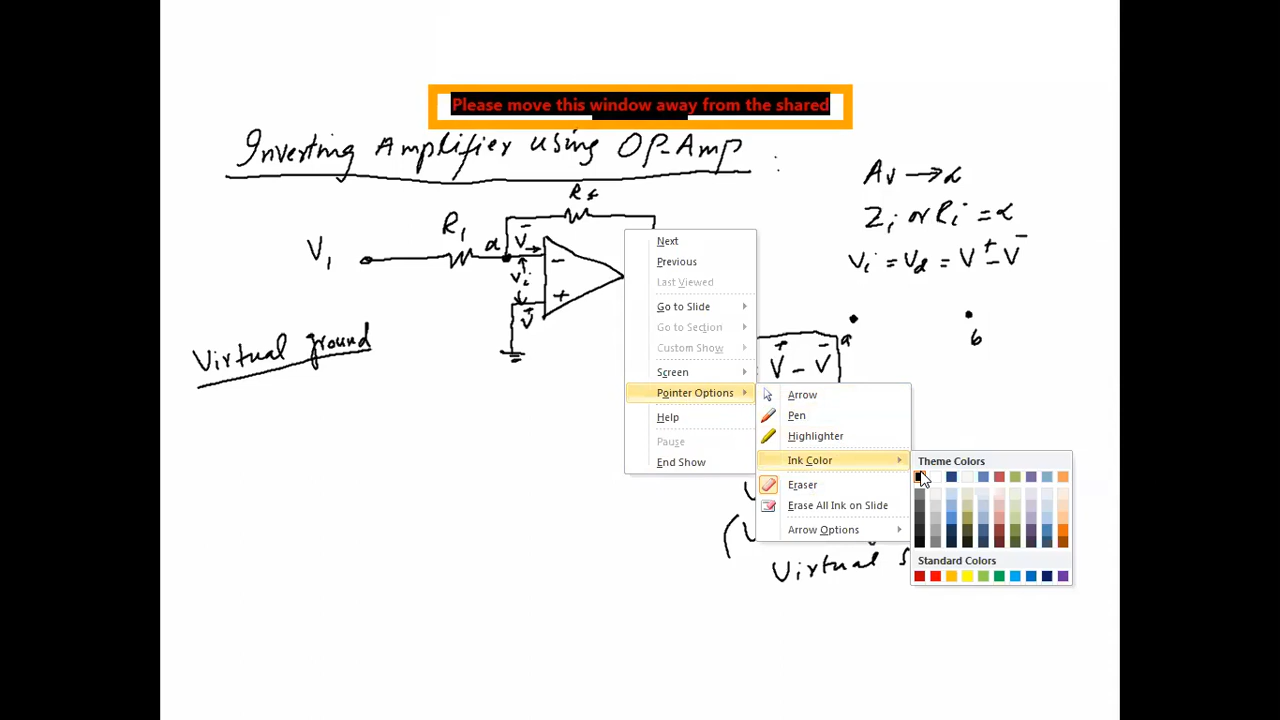 Please move this window away from the shared
Inverting Amplifier using OP-Amp :
Av → ∝
Zi or Ri = ∝
Vi = Vd = V+ - V-
Rf
R1
a
V-
V1
-
Vi
+
V+
Virtual ground
a
b
V+ - V-
Virtual s
Next
Previous
Last Viewed
Go to Slide
Go to Section
Custom Show
Screen
Pointer Options
Help
Pause
End Show
Arrow
Pen
Highlighter
Ink Color
Eraser
Erase All Ink on Slide
Arrow Options
Theme Colors
Standard Colors